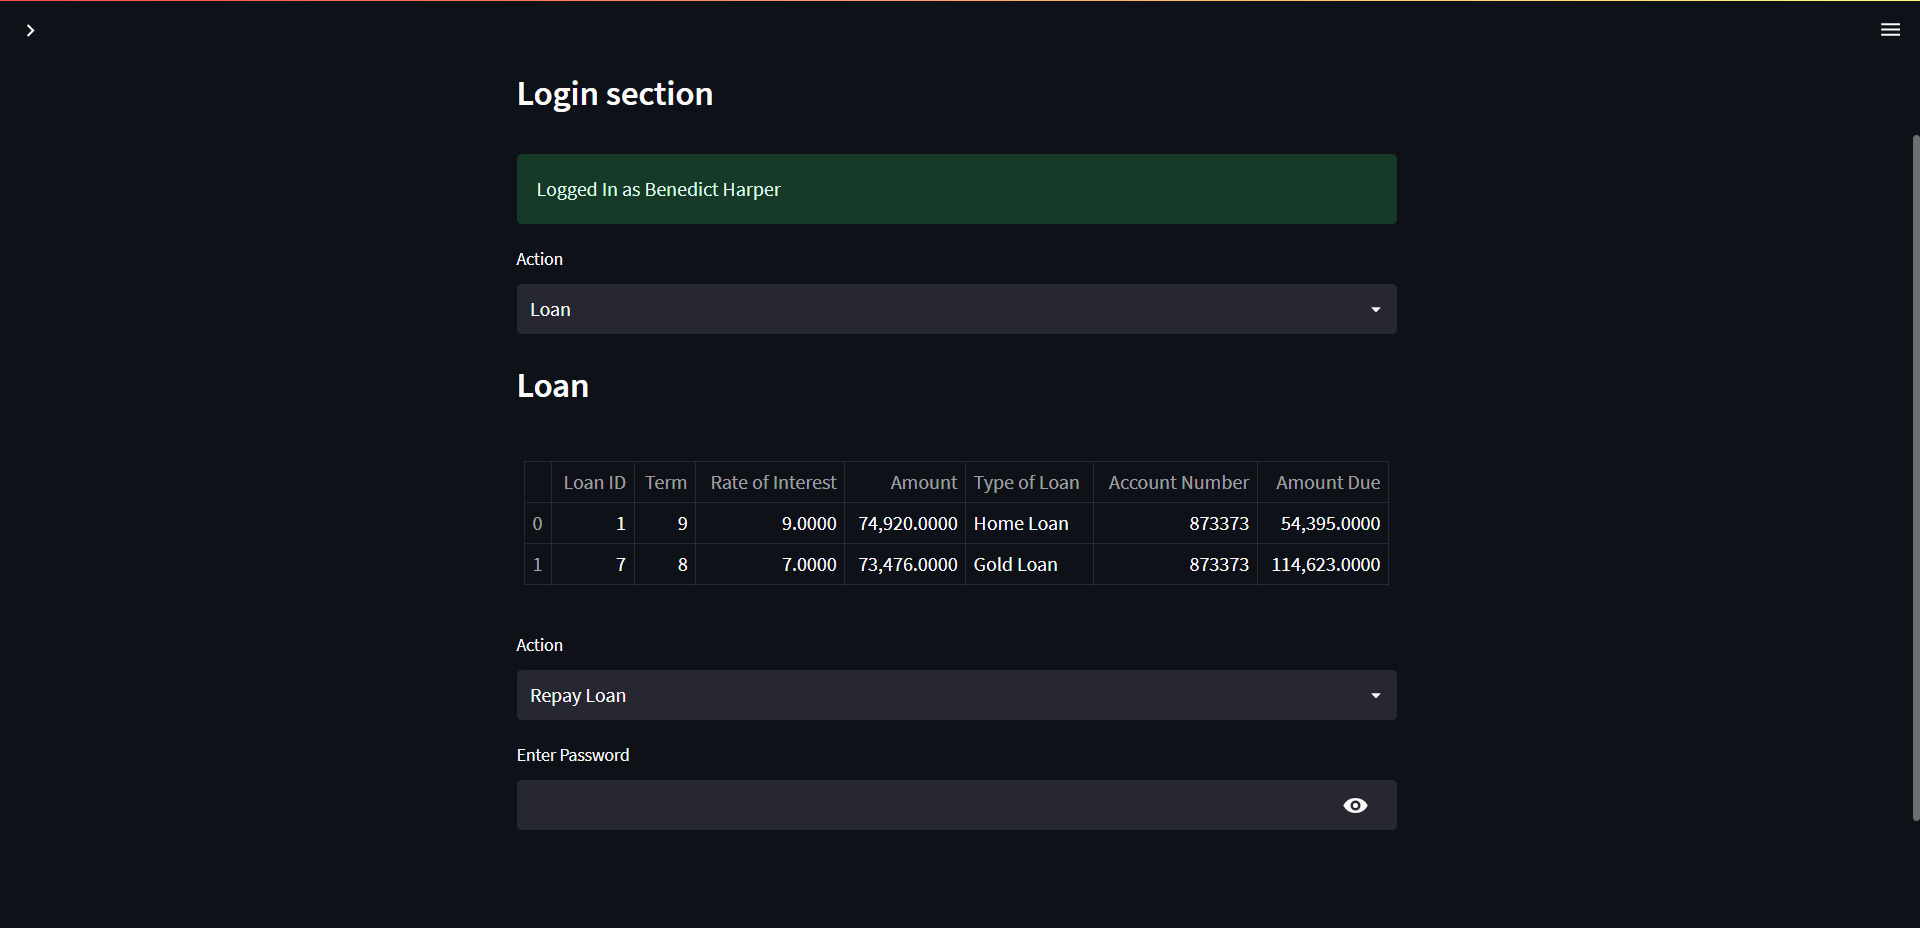 Login section
Logged In as Benedict Harper
Action
Loan
Loan
Loan ID Term Rate of Interest Amount Type of Loan Account Number Amount Due
0 1 9 9.0000 74,920.0000 Home Loan 873373 54,395.0000
1 7 8 7.0000 73,476.0000 Gold Loan 873373 114,623.0000
Action
Repay Loan
Enter Password